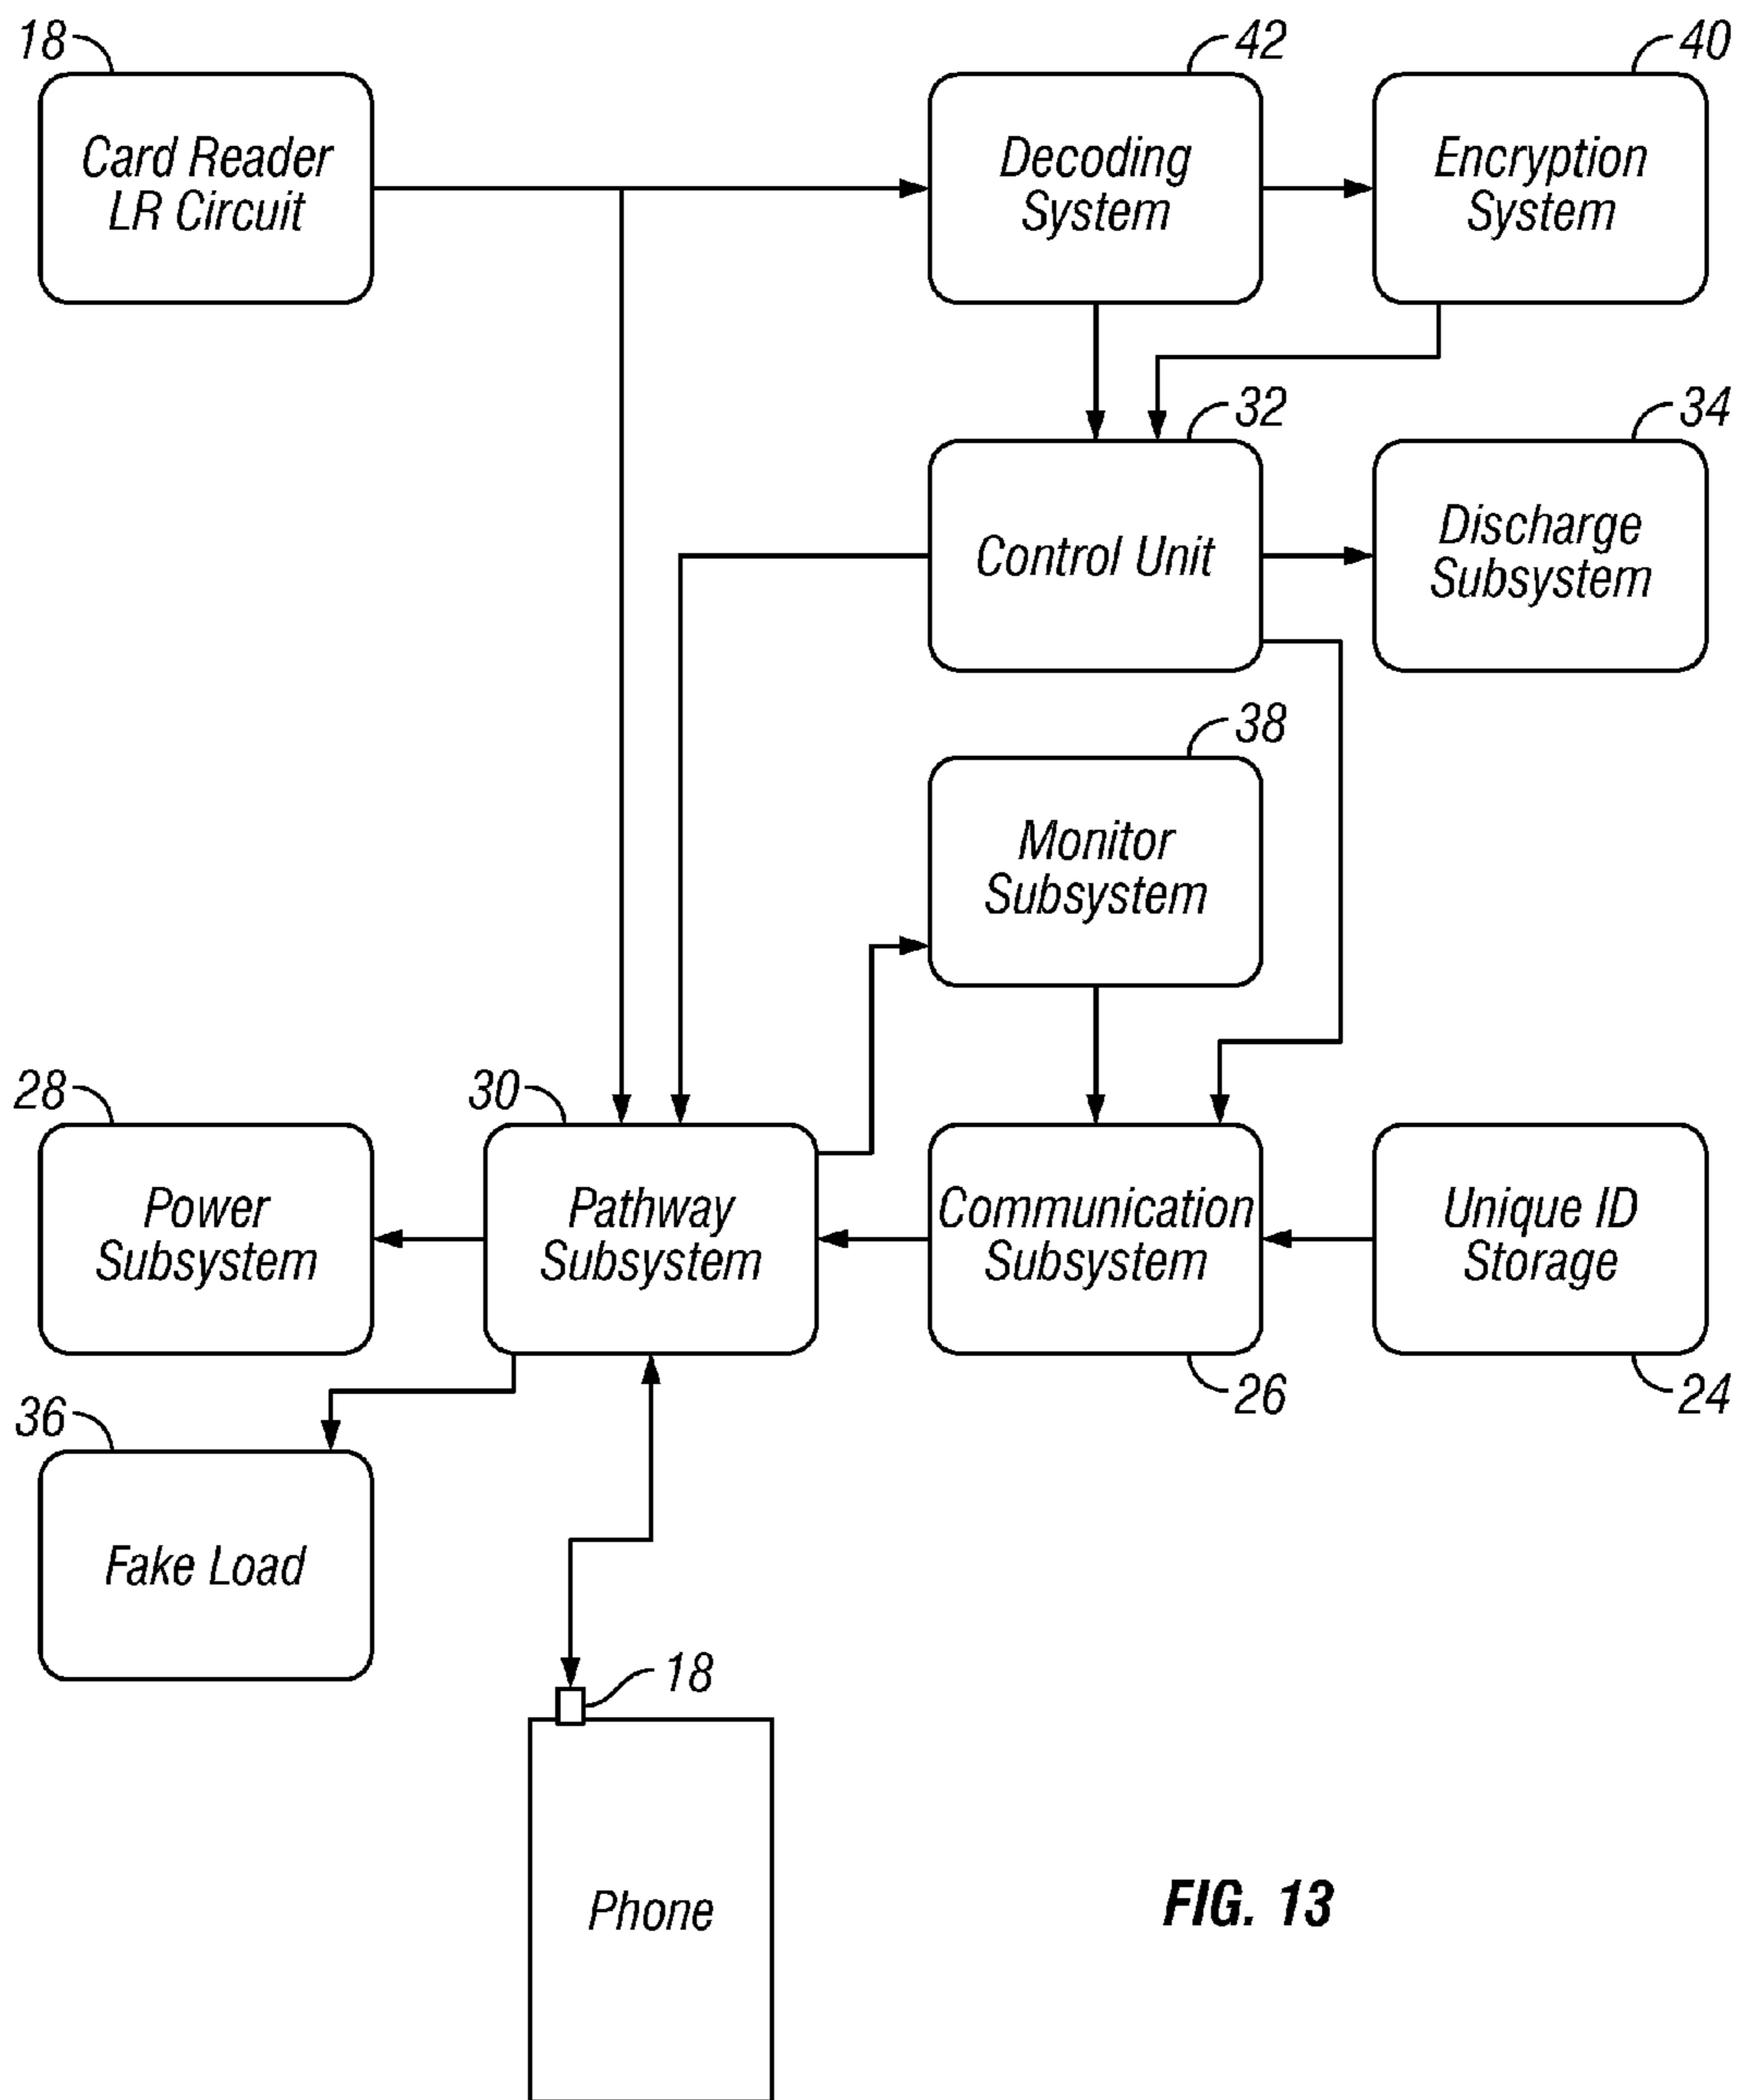 18
Card Reader
LR Circuit
42
Decoding
System
40
Encryption
System
32
Control Unit
34
Discharge
Subsystem
38
Monitor
Subsystem
28
Power
Subsystem
30
Pathway
Subsystem
Communication
Subsystem
26
Unique ID
Storage
24
36
Fake Load
18
Phone
FIG. 13